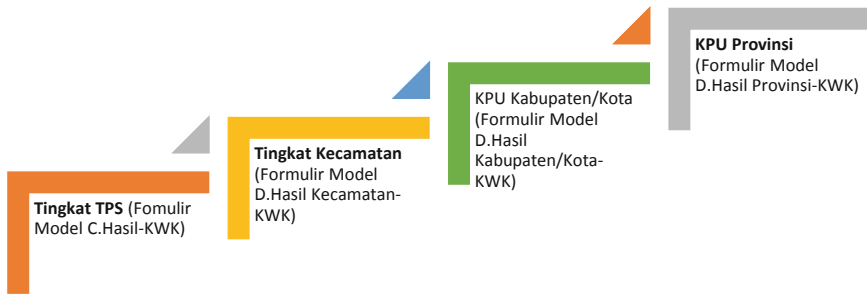 Tingkat TPS (Fomulir
Model C.Hasil-KWK)
Tingkat Kecamatan
(Formulir Model
D.Hasil Kecamatan-
KWK)
KPU Kabupaten/Kota
(Formulir Model
D.Hasil
Kabupaten/Kota-
KWK)
KPU Provinsi
(Formulir Model
D.Hasil Provinsi-KWK)